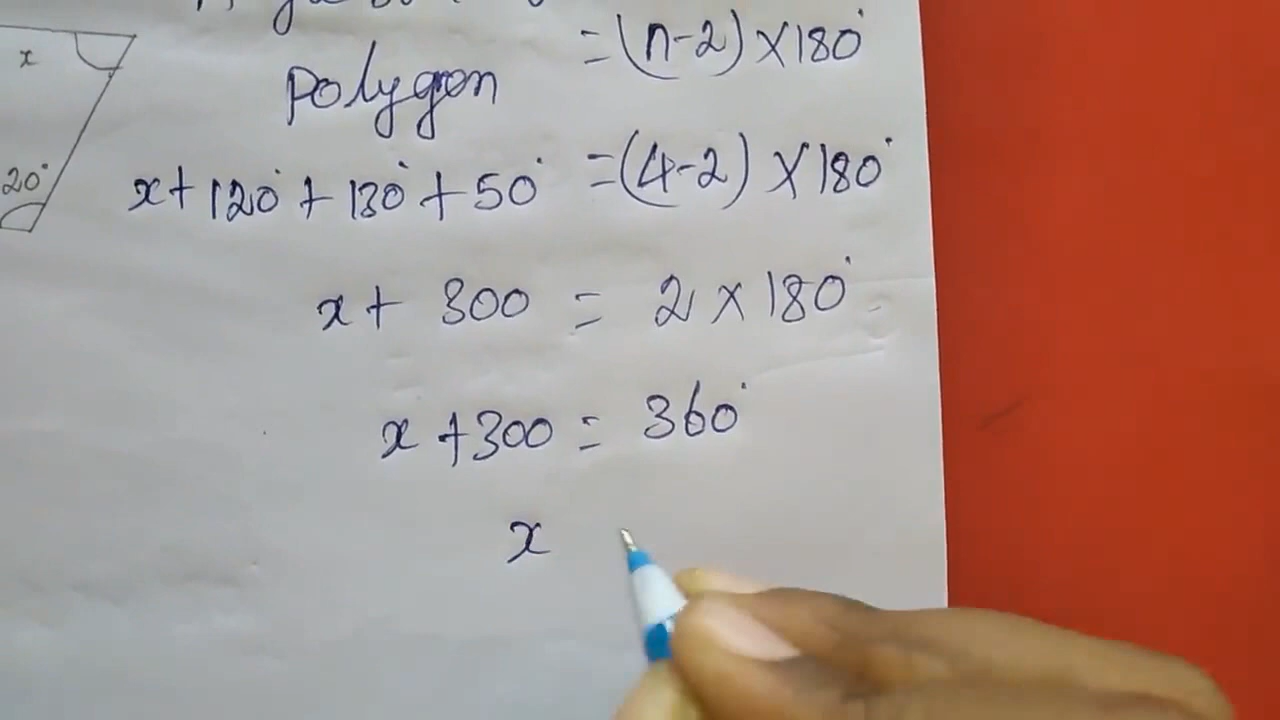 = (n-2) × 180°
Polygon
x + 120° + 130° + 50° = (4-2) × 180°
x + 300 = 2 × 180°
x + 300 = 360°
x
x
20°